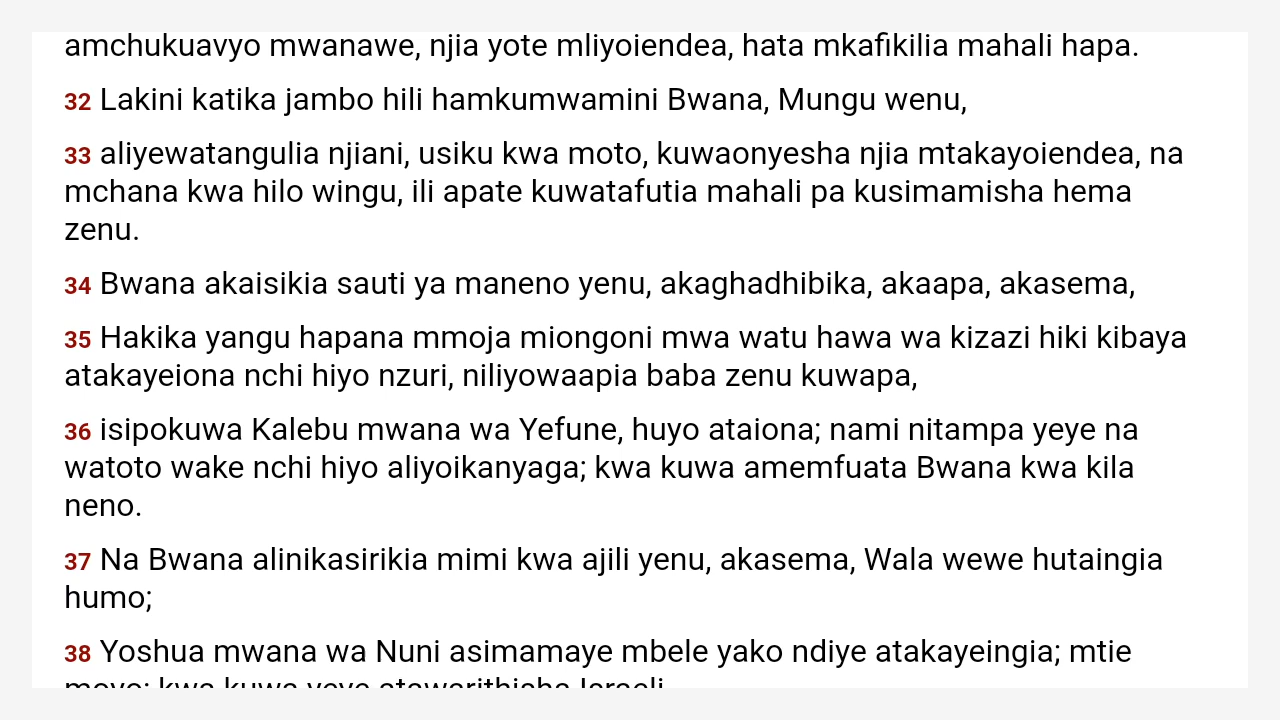 amchukuavyo mwanawe, njia yote mliyoiendea, hata mkafikilia mahali hapa.
32 Lakini katika jambo hili hamkumwamini Bwana, Mungu wenu,
33 aliyewatangulia njiani, usiku kwa moto, kuwaonyesha njia mtakayoiendea, na
mchana kwa hilo wingu, ili apate kuwatafutia mahali pa kusimamisha hema
zenu.
34 Bwana akaisikia sauti ya maneno yenu, akaghadhibika, akaapa, akasema,
35 Hakika yangu hapana mmoja miongoni mwa watu hawa wa kizazi hiki kibaya
atakayeiona nchi hiyo nzuri, niliyowaapia baba zenu kuwapa,
36 isipokuwa Kalebu mwana wa Yefune, huyo ataiona; nami nitampa yeye na
watoto wake nchi hiyo aliyoikanyaga; kwa kuwa amemfuata Bwana kwa kila
neno.
37 Na Bwana alinikasirikia mimi kwa ajili yenu, akasema, Wala wewe hutaingia
humo;
38 Yoshua mwana wa Nuni asimamaye mbele yako ndiye atakayeingia; mtie
moyo; kwa kuwa yeye atawarithisha Israeli